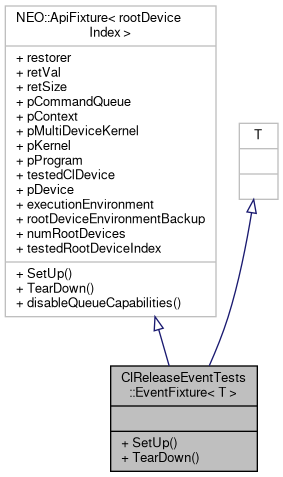 NEO::ApiFixture< rootDevice
Index >
+ restorer
+ retVal
+ retSize
+ pCommandQueue
+ pContext
+ pMultiDeviceKernel
+ pKernel
+ pProgram
+ testedClDevice
+ pDevice
+ executionEnvironment
+ rootDeviceEnvironmentBackup
+ numRootDevices
+ testedRootDeviceIndex
+ SetUp()
+ TearDown()
+ disableQueueCapabilities()
T
ClReleaseEventTests
::EventFixture< T >
+ SetUp()
+ TearDown()